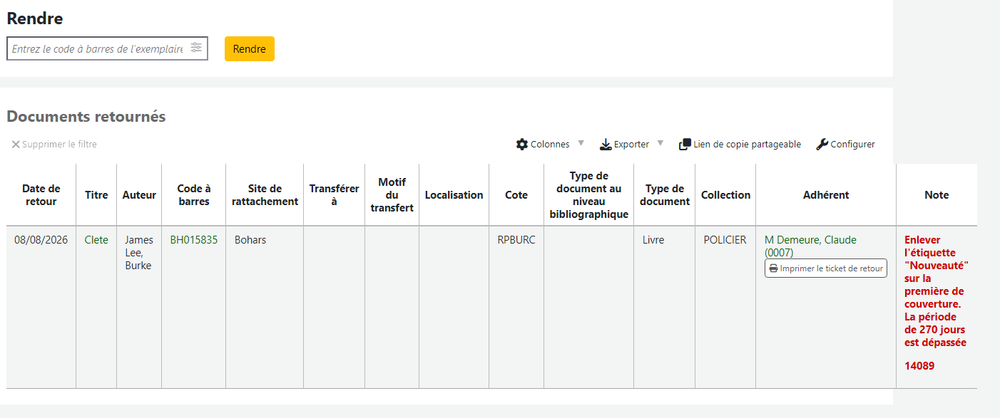 Rendre
Entrez le code à barres de l'exemplaire
Rendre
Documents retournés
Supprimer le filtre
Colonnes
Exporter
Lien de copie partageable
Configurer
Date de
retour
Titre
Auteur
Code à
barres
Site de
rattachement
Transférer
à
Motif
du
transfert
Localisation
Cote
Type de
document au
niveau
bibliographique
Type de
document
Collection
Adhérent
Note
08/08/2026
Clete
James
Lee,
Burke
BH015835
Bohars
RPBURC
Livre
POLICIER
M Demeure, Claude
(0007)
Imprimer le ticket de retour
Enlever
l'étiquette
"Nouveauté"
sur la
première de
couverture.
La période
de 270 jours
est dépassée
14089